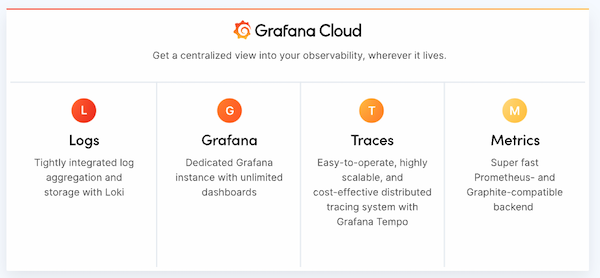 Grafana Cloud
Get a centralized view into your observability, wherever it lives.
L
Logs
Tightly integrated log
aggregation and
storage with Loki
G
Grafana
Dedicated Grafana
instance with unlimited
dashboards
T
Traces
Easy-to-operate, highly
scalable, and
cost-effective distributed
tracing system with
Grafana Tempo
M
Metrics
Super fast
Prometheus- and
Graphite-compatible
backend